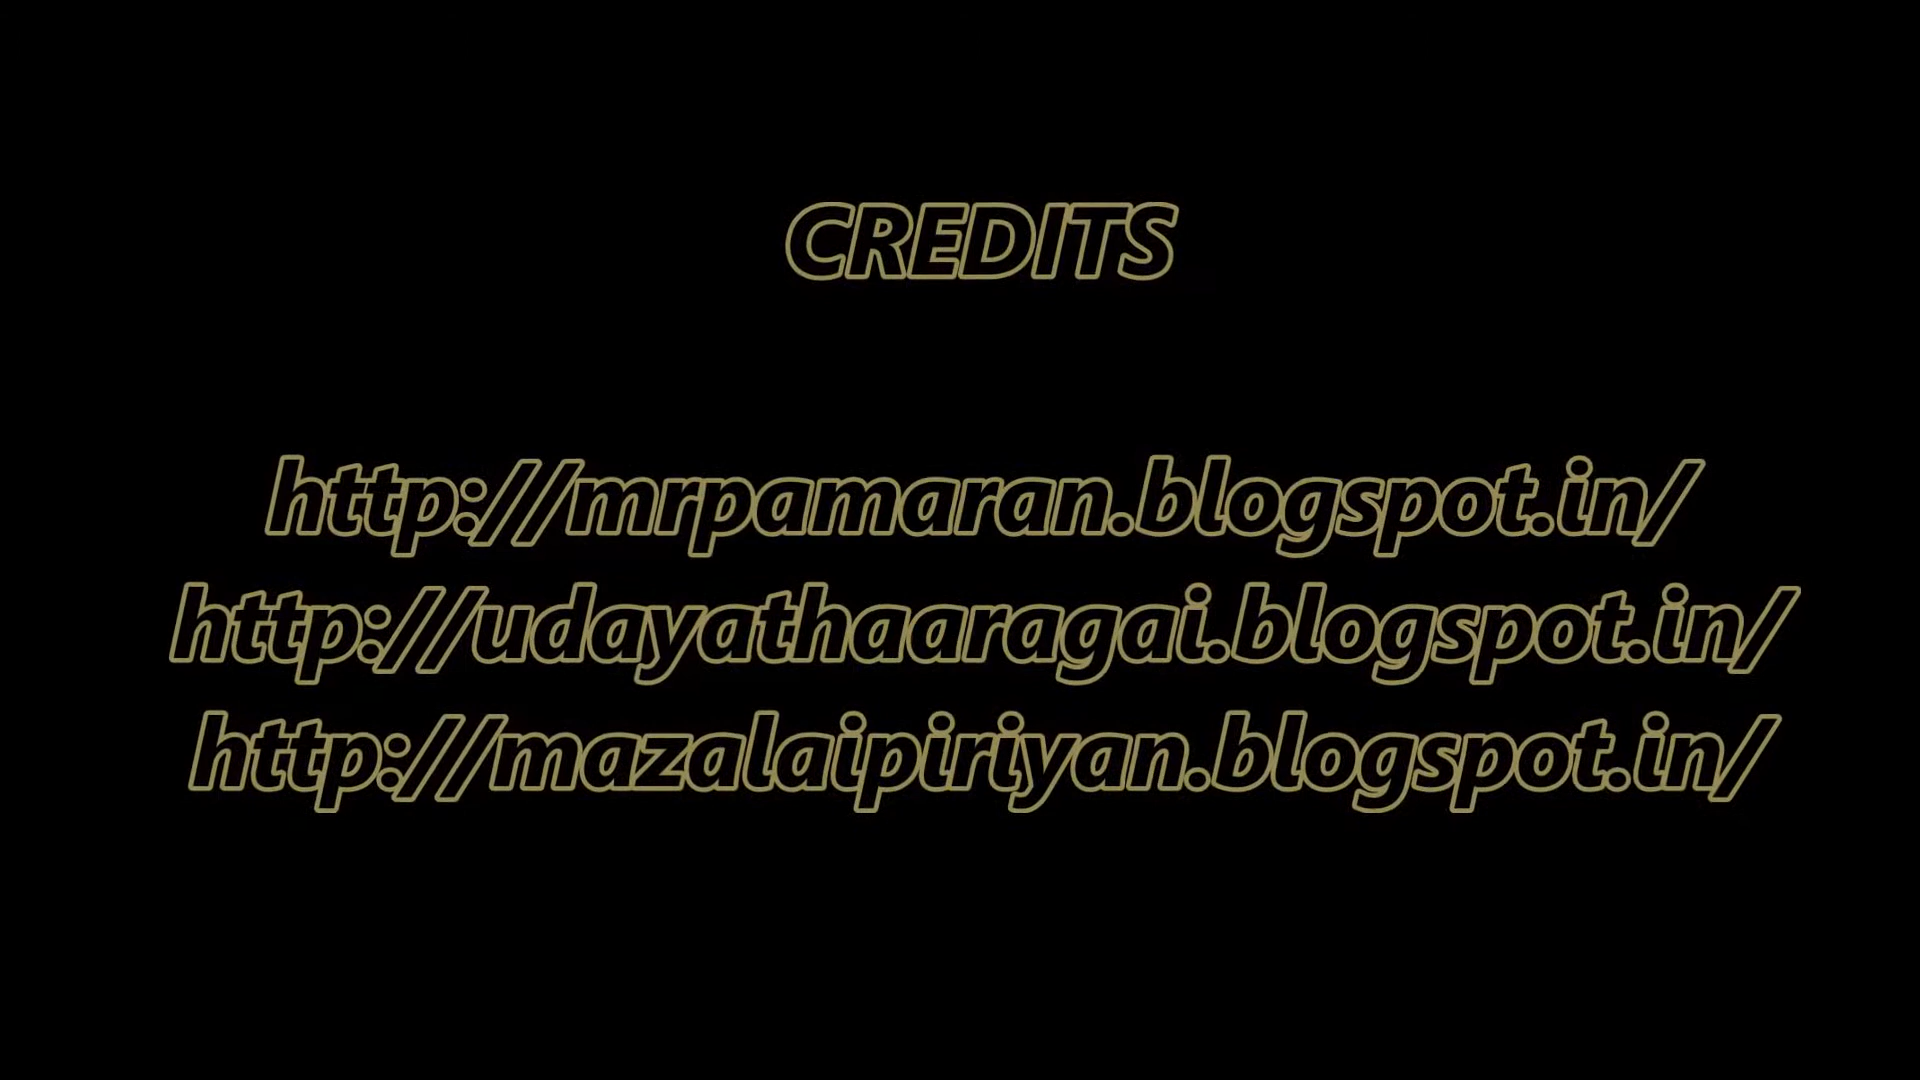 CREDITS
http://mrpamaran.blogspot.in/
http://udayathaaragai.blogspot.in/
http://mazalaipiriyan.blogspot.in/